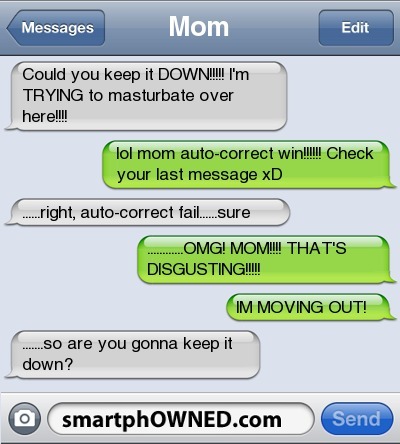 Messages
Mom
Edit
Could you keep it DOWN!!!!! I'm
TRYING to masturbate over
here!!!!
lol mom auto-correct win!!!!!! Check
your last message xD
......right, auto-correct fail......sure
............OMG! MOM!!!! THAT'S
DISGUSTING!!!!!
IM MOVING OUT!
.......so are you gonna keep it
down?
smartphOWNED.com
Send